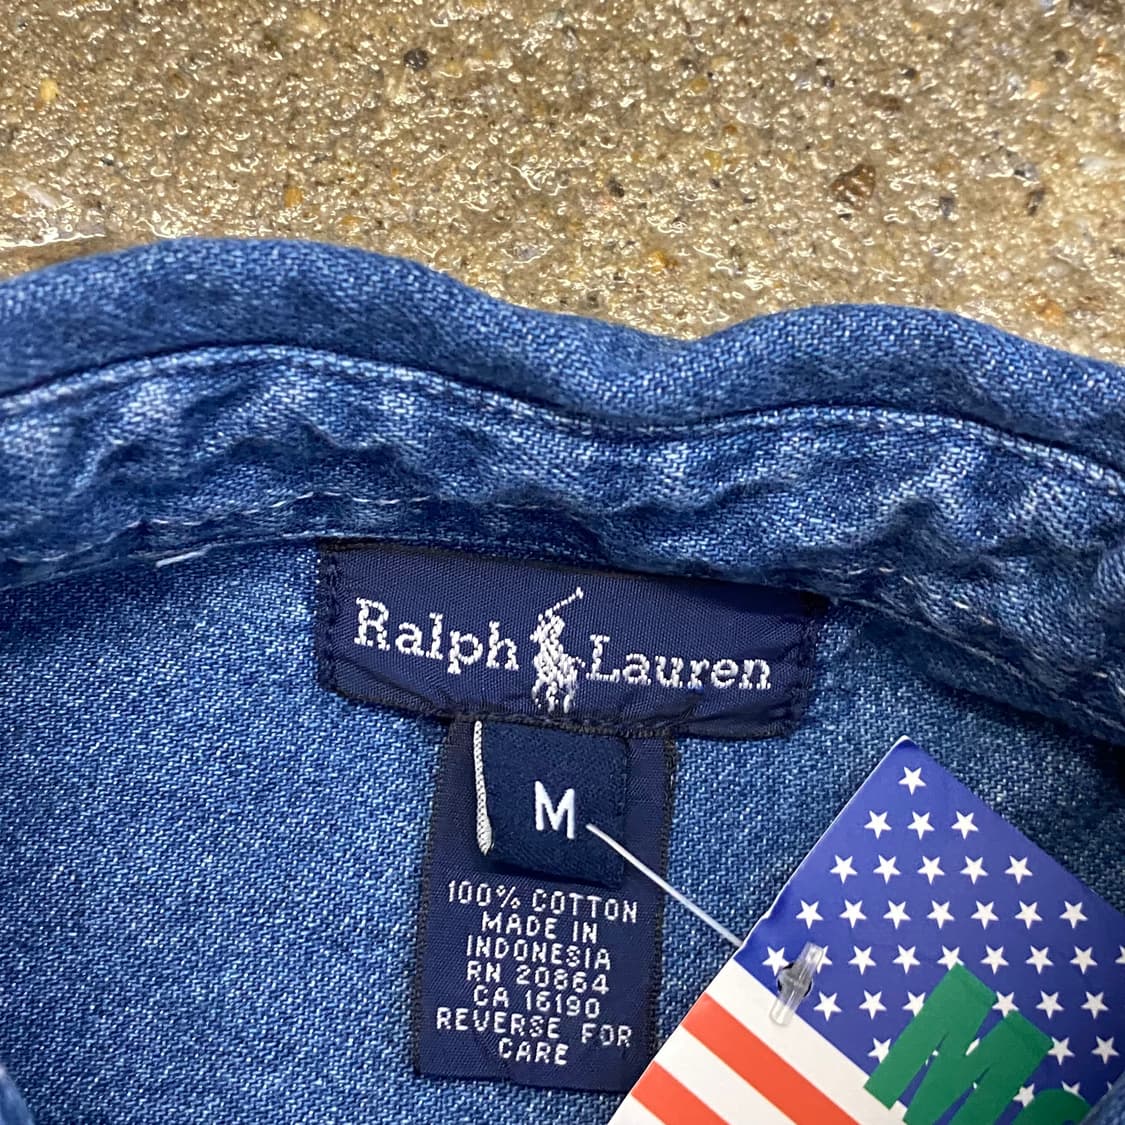 Ralph Lauren
M
100% COTTON
MADE IN
INDONESIA
RN 20864
CA 16190
REVERSE FOR
CARE